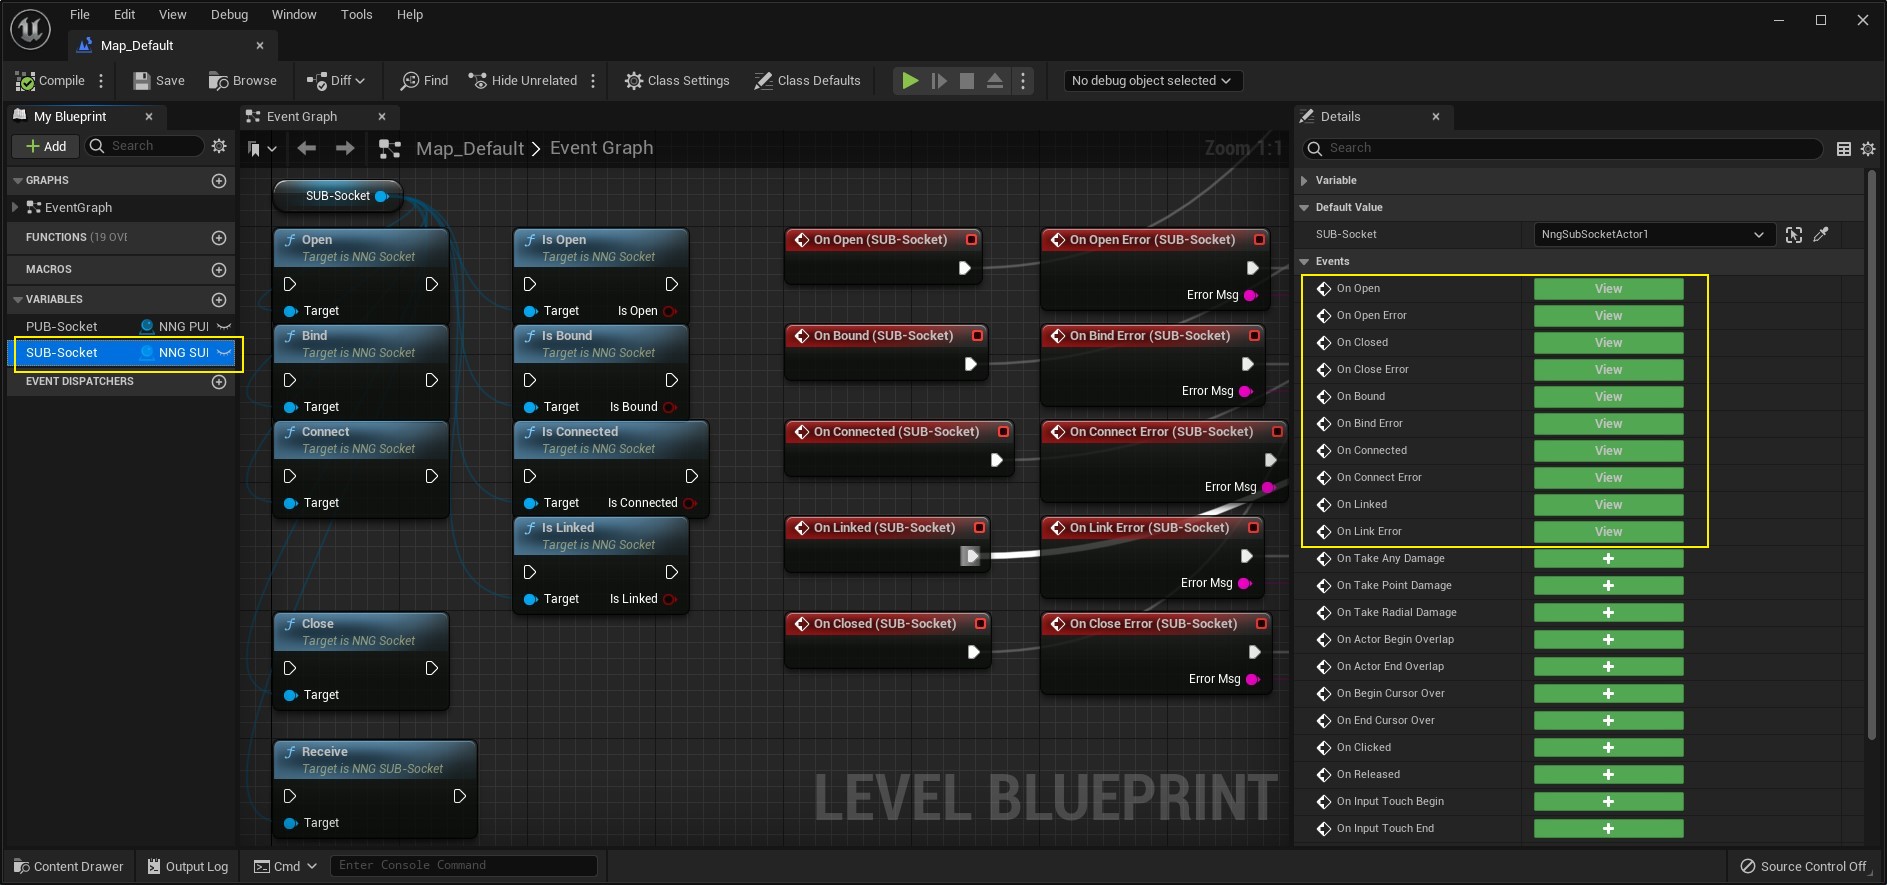 File Edit View Debug Window Tools Help
Map_Default
Compile Save Browse Diff Find Hide Unrelated Class Settings Class Defaults No debug object selected
My Blueprint
Add Search
GRAPHS
EventGraph
FUNCTIONS (19 OVE
MACROS
VARIABLES
PUB-Socket NNG PUI
SUB-Socket NNG SUI
EVENT DISPATCHERS
Event Graph
Map_Default > Event Graph
Zoom 1:1
SUB-Socket
Open
Target is NNG Socket
Target
Bind
Target is NNG Socket
Target
Connect
Target is NNG Socket
Target
Close
Target is NNG Socket
Target
Receive
Target is NNG SUB-Socket
Target
Is Open
Target is NNG Socket
Target Is Open
Is Bound
Target is NNG Socket
Target Is Bound
Is Connected
Target is NNG Socket
Target Is Connected
Is Linked
Target is NNG Socket
Target Is Linked
On Open (SUB-Socket)
On Bound (SUB-Socket)
On Connected (SUB-Socket)
On Linked (SUB-Socket)
On Closed (SUB-Socket)
On Open Error (SUB-Socket)
Error Msg
On Bind Error (SUB-Socket)
Error Msg
On Connect Error (SUB-Socket)
Error Msg
On Link Error (SUB-Socket)
Error Msg
On Close Error (SUB-Socket)
Error Msg
LEVEL BLUEPRINT
Details
Search
Variable
Default Value
SUB-Socket NngSubSocketActor1
Events
On Open View
On Open Error View
On Closed View
On Close Error View
On Bound View
On Bind Error View
On Connected View
On Connect Error View
On Linked View
On Link Error View
On Take Any Damage
On Take Point Damage
On Take Radial Damage
On Actor Begin Overlap
On Actor End Overlap
On Begin Cursor Over
On End Cursor Over
On Clicked
On Released
On Input Touch Begin
On Input Touch End
Content Drawer Output Log Cmd Enter Console Command Source Control Off